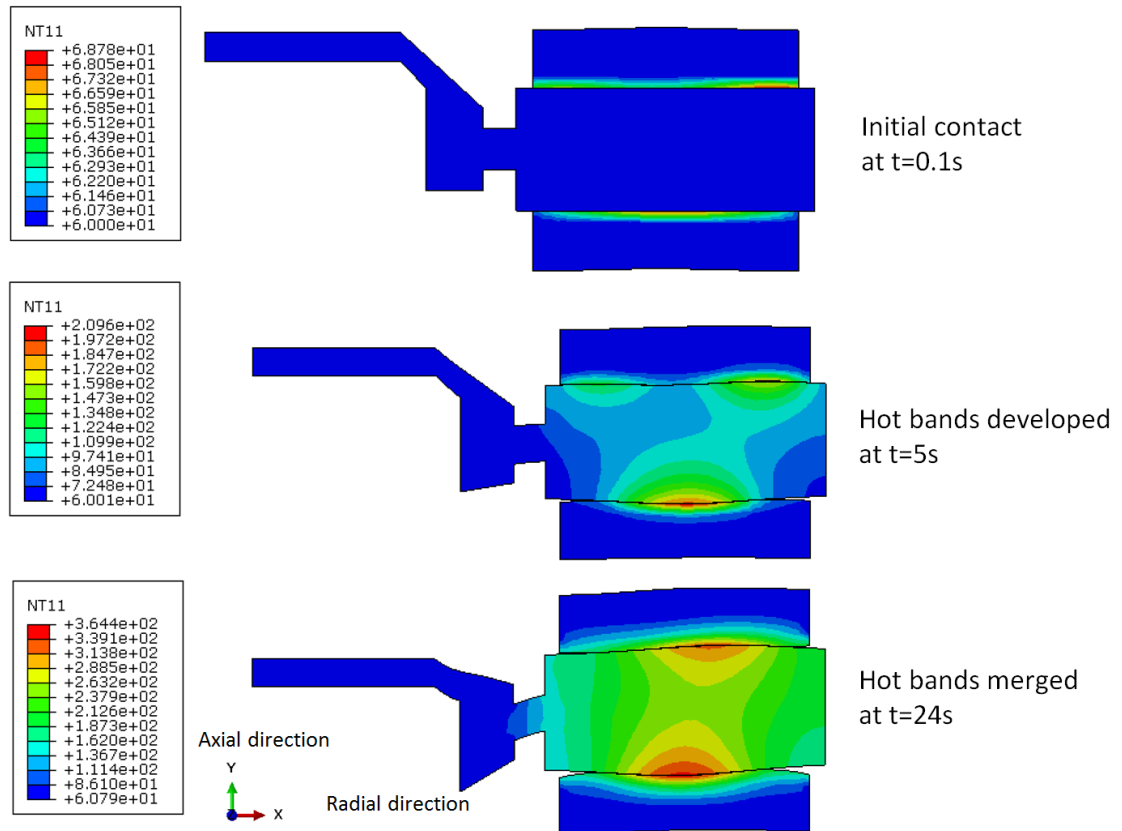 NT11
+6.878e+01
+6.805e+01
+6.732e+01
+6.659e+01
+6.585e+01
+6.512e+01
+6.439e+01
+6.366e+01
+6.293e+01
+6.220e+01
+6.146e+01
+6.073e+01
+6.000e+01
Initial contact
at t=0.1s
NT11
+2.096e+02
+1.972e+02
+1.847e+02
+1.722e+02
+1.598e+02
+1.473e+02
+1.348e+02
+1.224e+02
+1.099e+02
+9.741e+01
+8.495e+01
+7.248e+01
+6.001e+01
Hot bands developed
at t=5s
NT11
+3.644e+02
+3.391e+02
+3.138e+02
+2.885e+02
+2.632e+02
+2.379e+02
+2.126e+02
+1.873e+02
+1.620e+02
+1.367e+02
+1.114e+02
+8.610e+01
+6.079e+01
Hot bands merged
at t=24s
Axial direction
Y
X
Radial direction